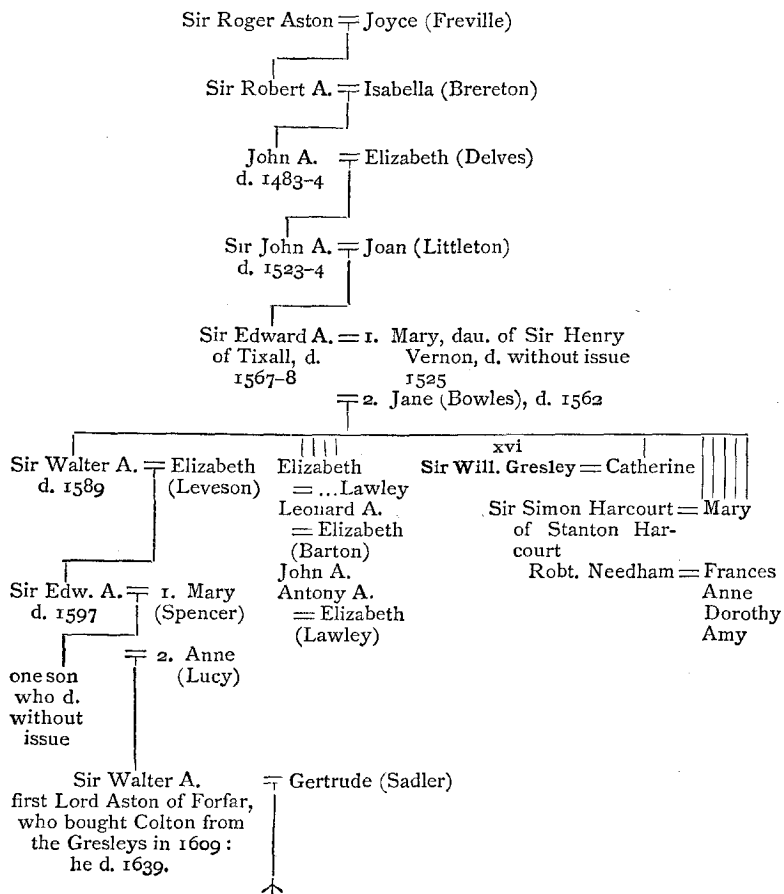 Sir Roger Aston = Joyce (Freville)
Sir Robert A. = Isabella (Brereton)
John A. = Elizabeth (Delves)
d. 1483-4
Sir John A. = Joan (Littleton)
d. 1523-4
Sir Edward A. = 1. Mary, dau. of Sir Henry
of Tixall, d. Vernon, d. without issue
1567-8 1525
= 2. Jane (Bowles), d. 1562
xvi
Sir Walter A. = Elizabeth
d. 1589 (Leveson)
Elizabeth
= ...Lawley
Leonard A.
= Elizabeth
(Barton)
John A.
Antony A.
= Elizabeth
(Lawley)
Sir Will. Gresley = Catherine
Sir Simon Harcourt = Mary
of Stanton Har-
court
Robt. Needham = Frances
Anne
Dorothy
Amy
Sir Edw. A. = 1. Mary
d. 1597 (Spencer)
= 2. Anne
(Lucy)
one son
who d.
without
issue
Sir Walter A. = Gertrude (Sadler)
first Lord Aston of Forfar,
who bought Colton from
the Gresleys in 1609 :
he d. 1639.